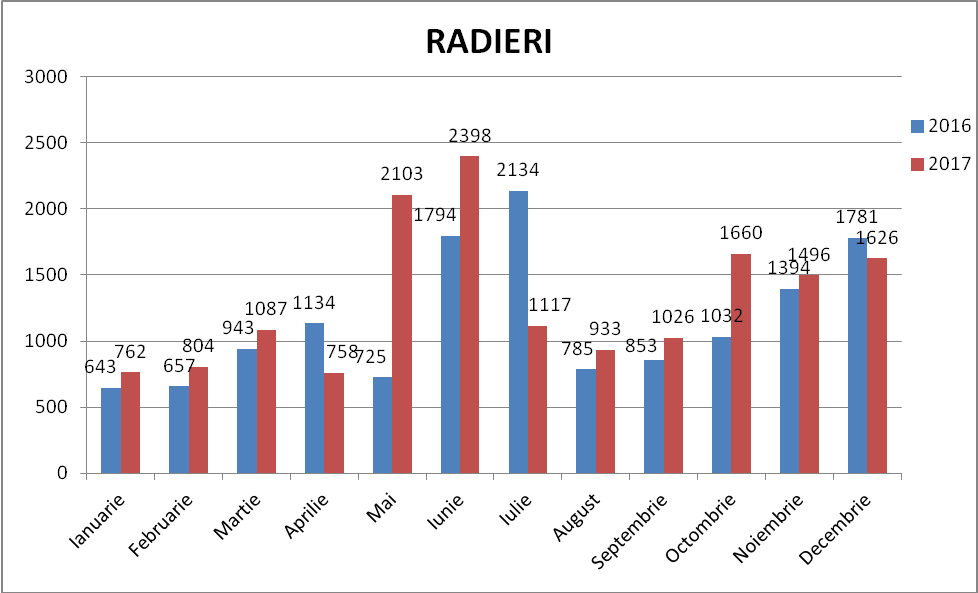 RADIERI
3000
2500
2000
1500
1000
500
0
643
762
657
804
943
1087
1134
758
725
2103
1794
2398
2134
1117
785
933
853
1026
1032
1660
1394
1496
1781
1626
Ianuarie
Februarie
Martie
Aprilie
Mai
Iunie
Iulie
August
Septembrie
Octombrie
Noiembrie
Decembrie
2016
2017